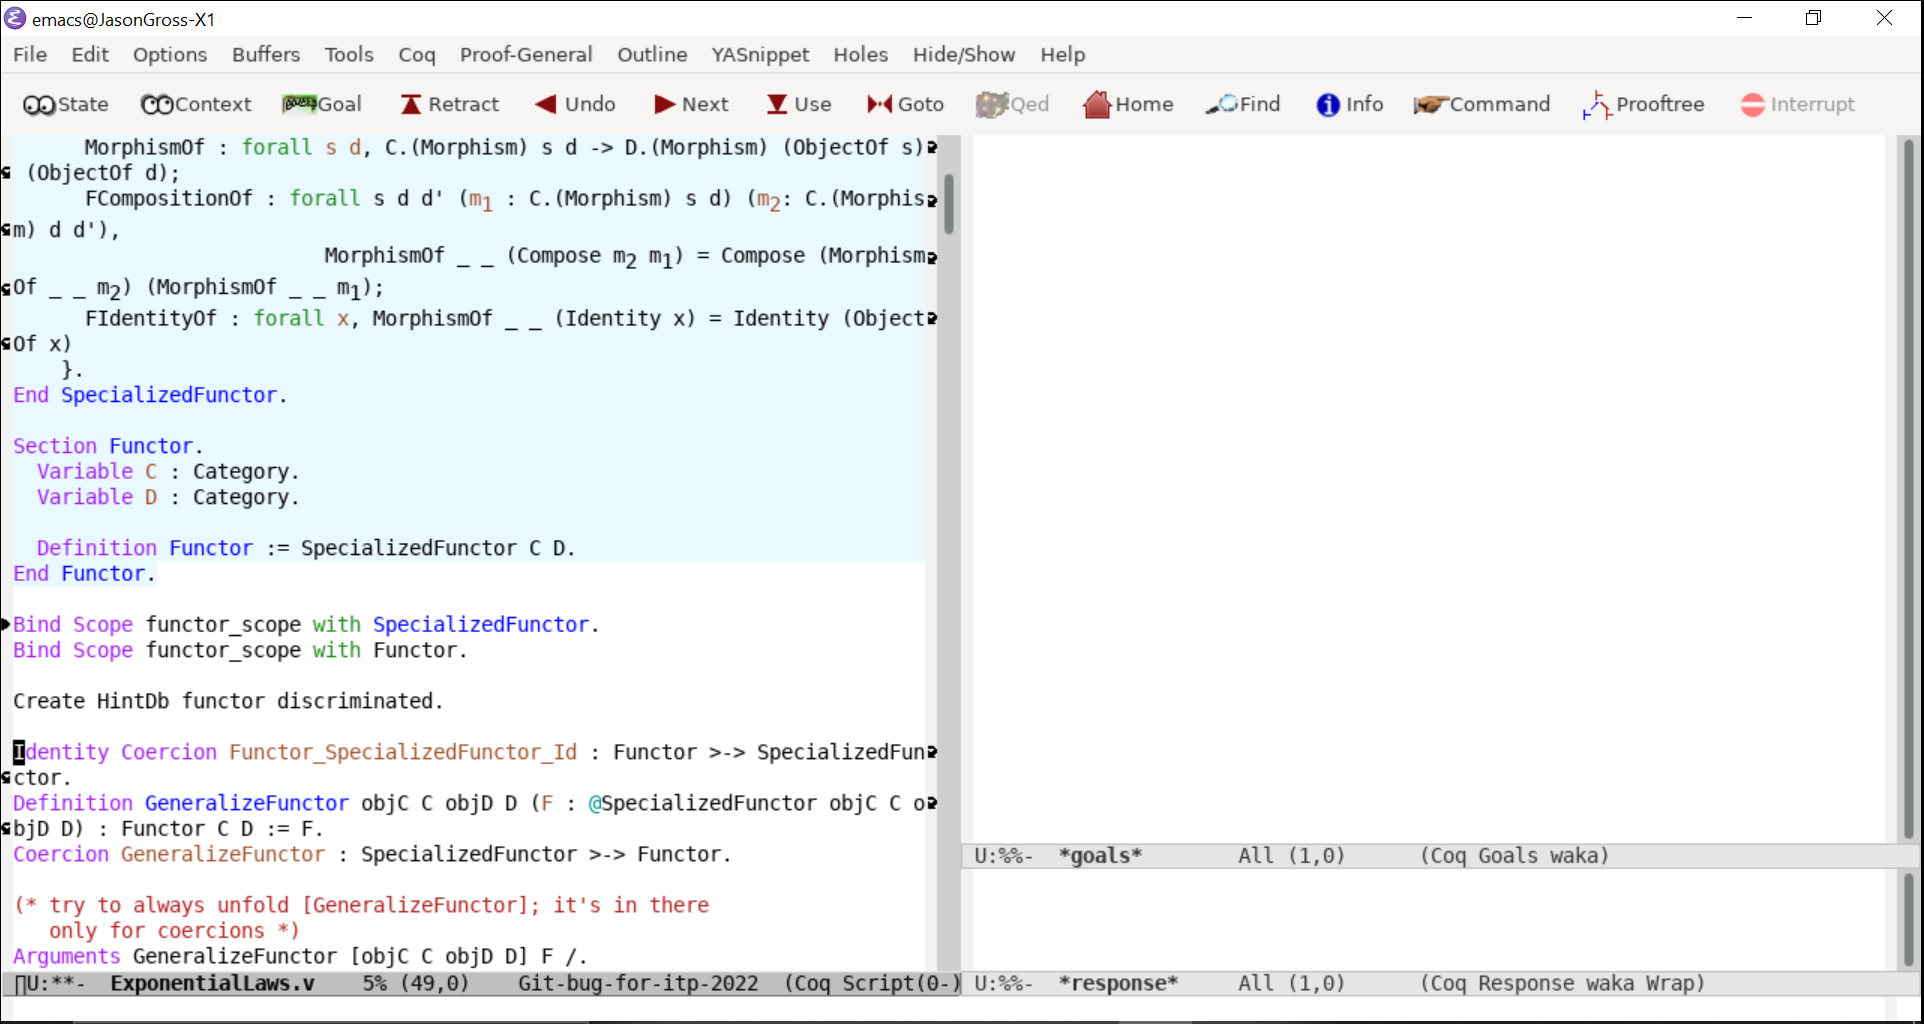 emacs@JasonGross-X1
File Edit Options Buffers Tools Coq Proof-General Outline YASnippet Holes Hide/Show Help
State Context Goal Retract Undo Next Use Goto Qed Home Find Info Command Prooftree Interrupt
      MorphismOf : forall s d, C.(Morphism) s d -> D.(Morphism) (ObjectOf s)
 (ObjectOf d);
      FCompositionOf : forall s d d' (m1 : C.(Morphism) s d) (m2: C.(Morphis
m) d d'),
                          MorphismOf _ _ (Compose m2 m1) = Compose (Morphism
Of _ _ m2) (MorphismOf _ _ m1);
      FIdentityOf : forall x, MorphismOf _ _ (Identity x) = Identity (Object
Of x)
    }.
End SpecializedFunctor.
Section Functor.
  Variable C : Category.
  Variable D : Category.
  Definition Functor := SpecializedFunctor C D.
End Functor.
Bind Scope functor_scope with SpecializedFunctor.
Bind Scope functor_scope with Functor.
Create HintDb functor discriminated.
Identity Coercion Functor_SpecializedFunctor_Id : Functor >-> SpecializedFun
ctor.
Definition GeneralizeFunctor objC C objD D (F : @SpecializedFunctor objC C o
bjD D) : Functor C D := F.
Coercion GeneralizeFunctor : SpecializedFunctor >-> Functor.
(* try to always unfold [GeneralizeFunctor]; it's in there
   only for coercions *)
Arguments GeneralizeFunctor [objC C objD D] F /.
U:**-  ExponentialLaws.v    5% (49,0)    Git-bug-for-itp-2022  (Coq Script(0-)
U:%%-  *goals*        All (1,0)      (Coq Goals waka)
U:%%-  *response*     All (1,0)      (Coq Response waka Wrap)